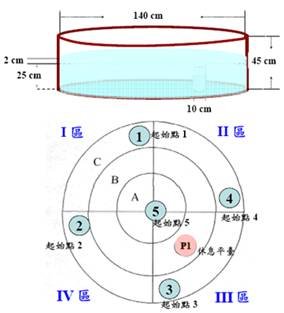 140 cm
2 cm
25 cm
45 cm
10 cm
I 區
II 區
1
起始點 1
C
B
A
4
起始點 4
5
起始點 5
2
起始點 2
P1
休息平臺
3
起始點 3
IV 區
III 區